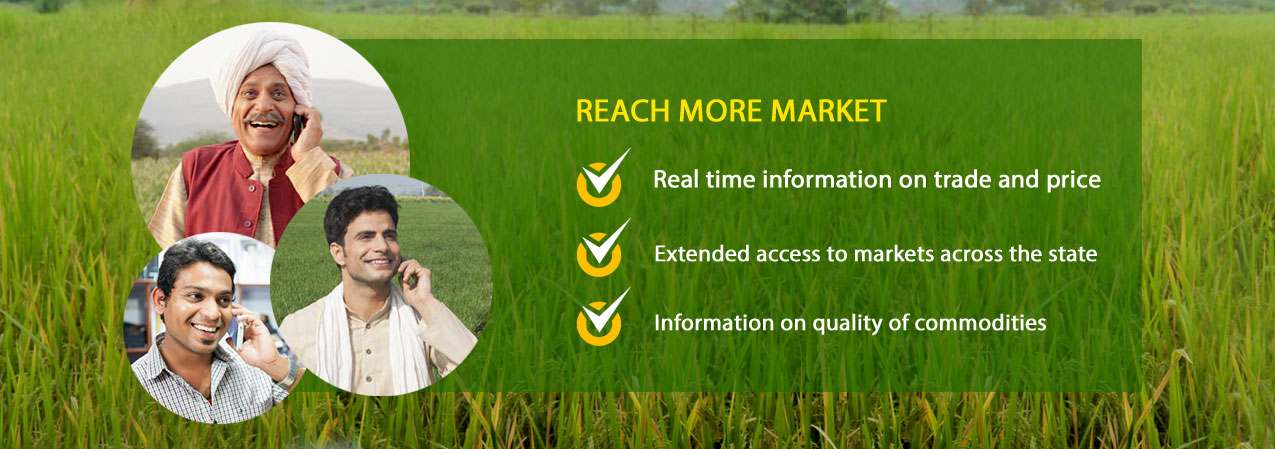 REACH MORE MARKET
Real time information on trade and price
Extended access to markets across the state
Information on quality of commodities